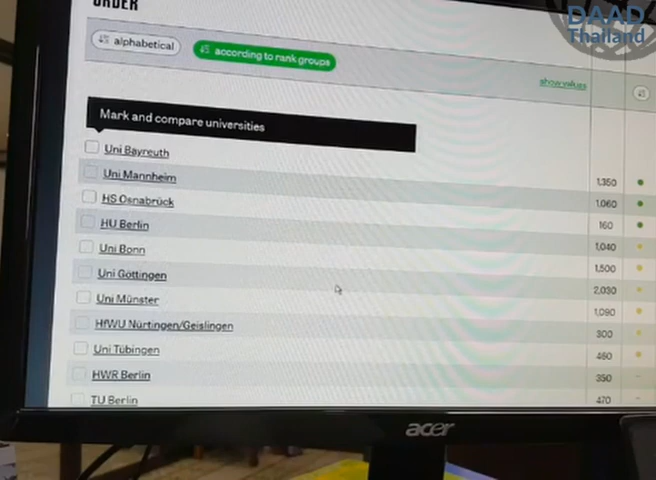 ORDER
DAAD
Thailand
alphabetical
according to rank groups
show values
Mark and compare universities
Uni Bayreuth
Uni Mannheim 1,350
HS Osnabrück 1,060
HU Berlin 160
Uni Bonn 1,040
Uni Göttingen 1,500
Uni Münster 2,030
HfWU Nürtingen/Geislingen 1,090
Uni Tübingen 300
HWR Berlin 460
TU Berlin 350
470
acer